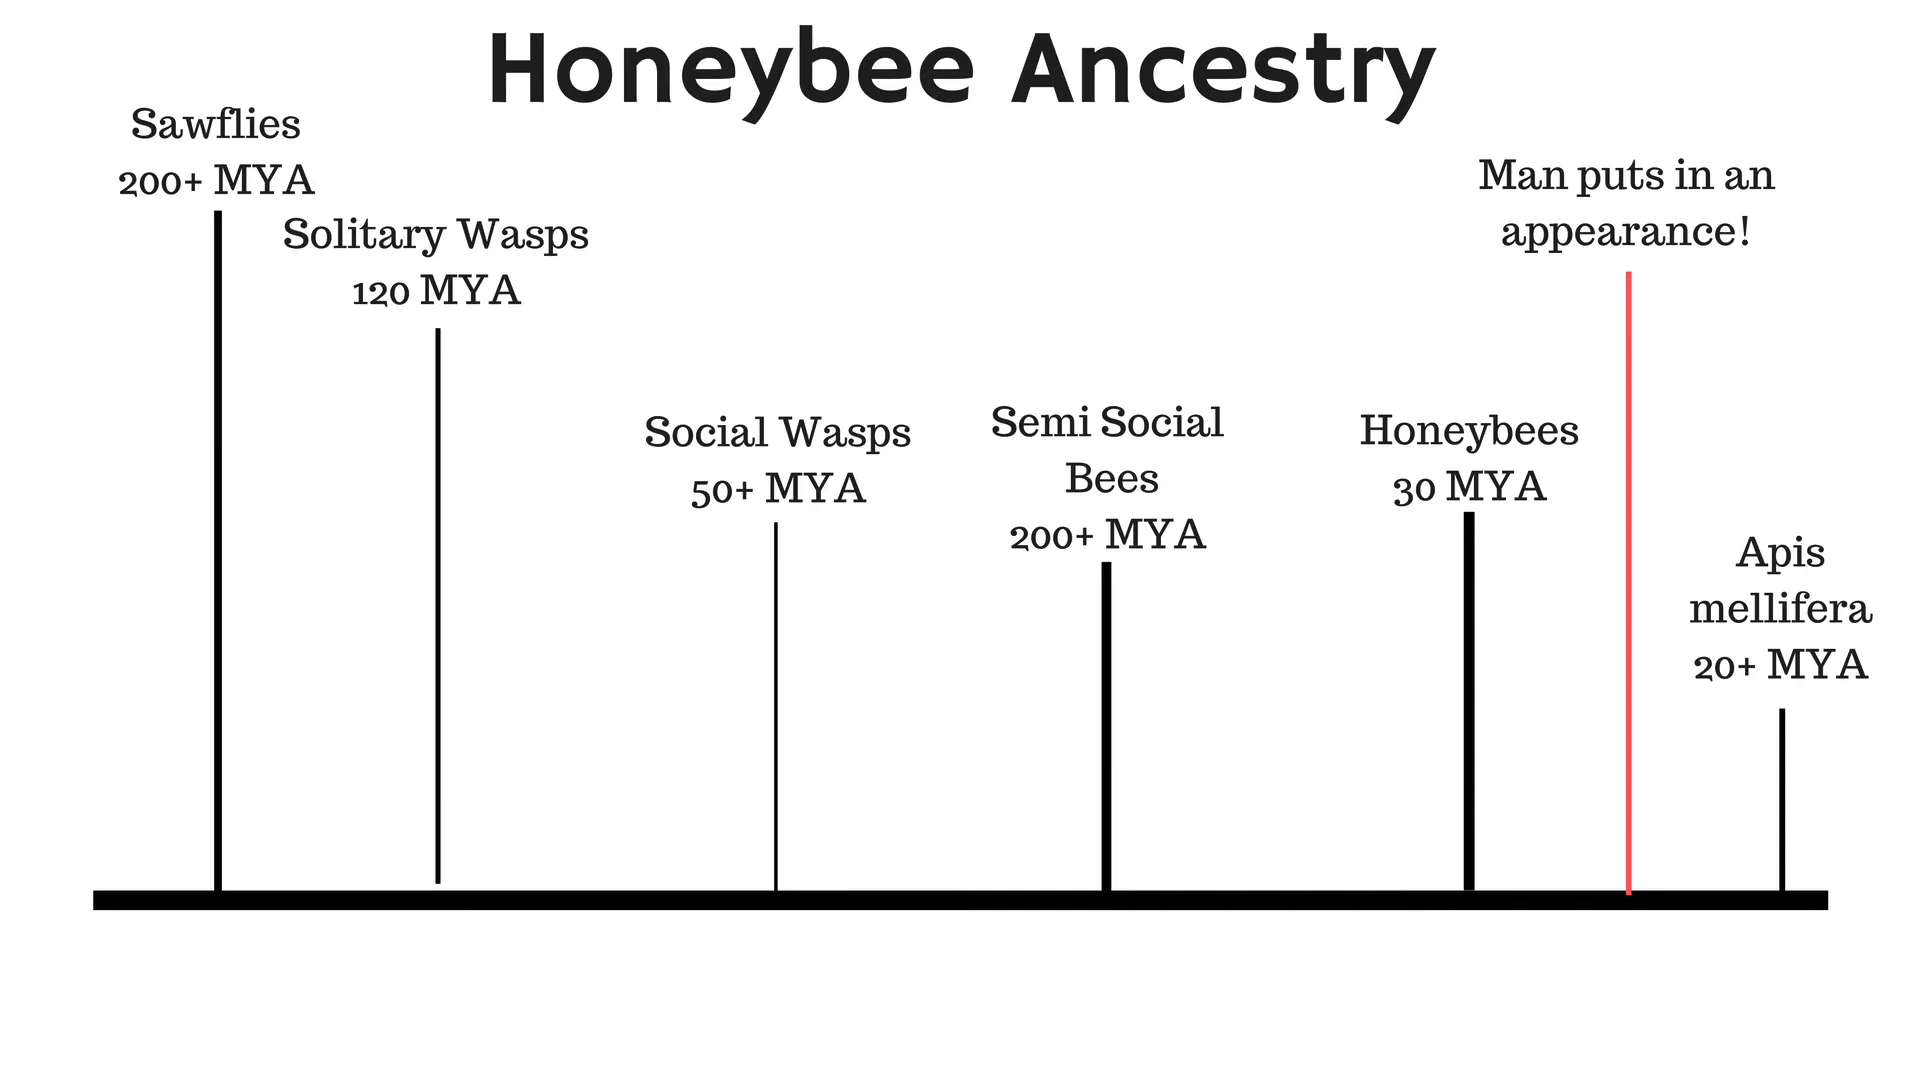 Honeybee Ancestry
Sawflies
200+ MYA
Solitary Wasps
120 MYA
Social Wasps
50+ MYA
Semi Social
Bees
200+ MYA
Honeybees
30 MYA
Man puts in an
appearance!
Apis
mellifera
20+ MYA